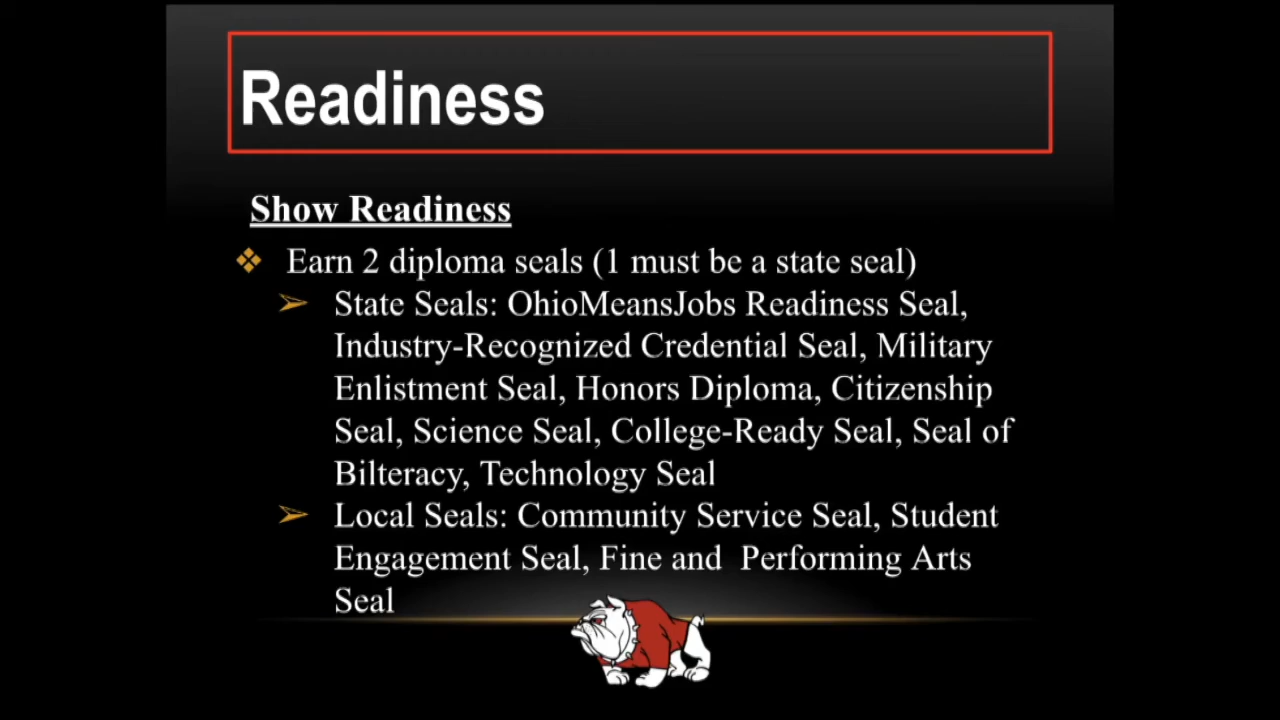 Readiness
Show Readiness
❖ Earn 2 diploma seals (1 must be a state seal)
➢ State Seals: OhioMeansJobs Readiness Seal,
Industry-Recognized Credential Seal, Military
Enlistment Seal, Honors Diploma, Citizenship
Seal, Science Seal, College-Ready Seal, Seal of
Bilteracy, Technology Seal
➢ Local Seals: Community Service Seal, Student
Engagement Seal, Fine and  Performing Arts
Seal